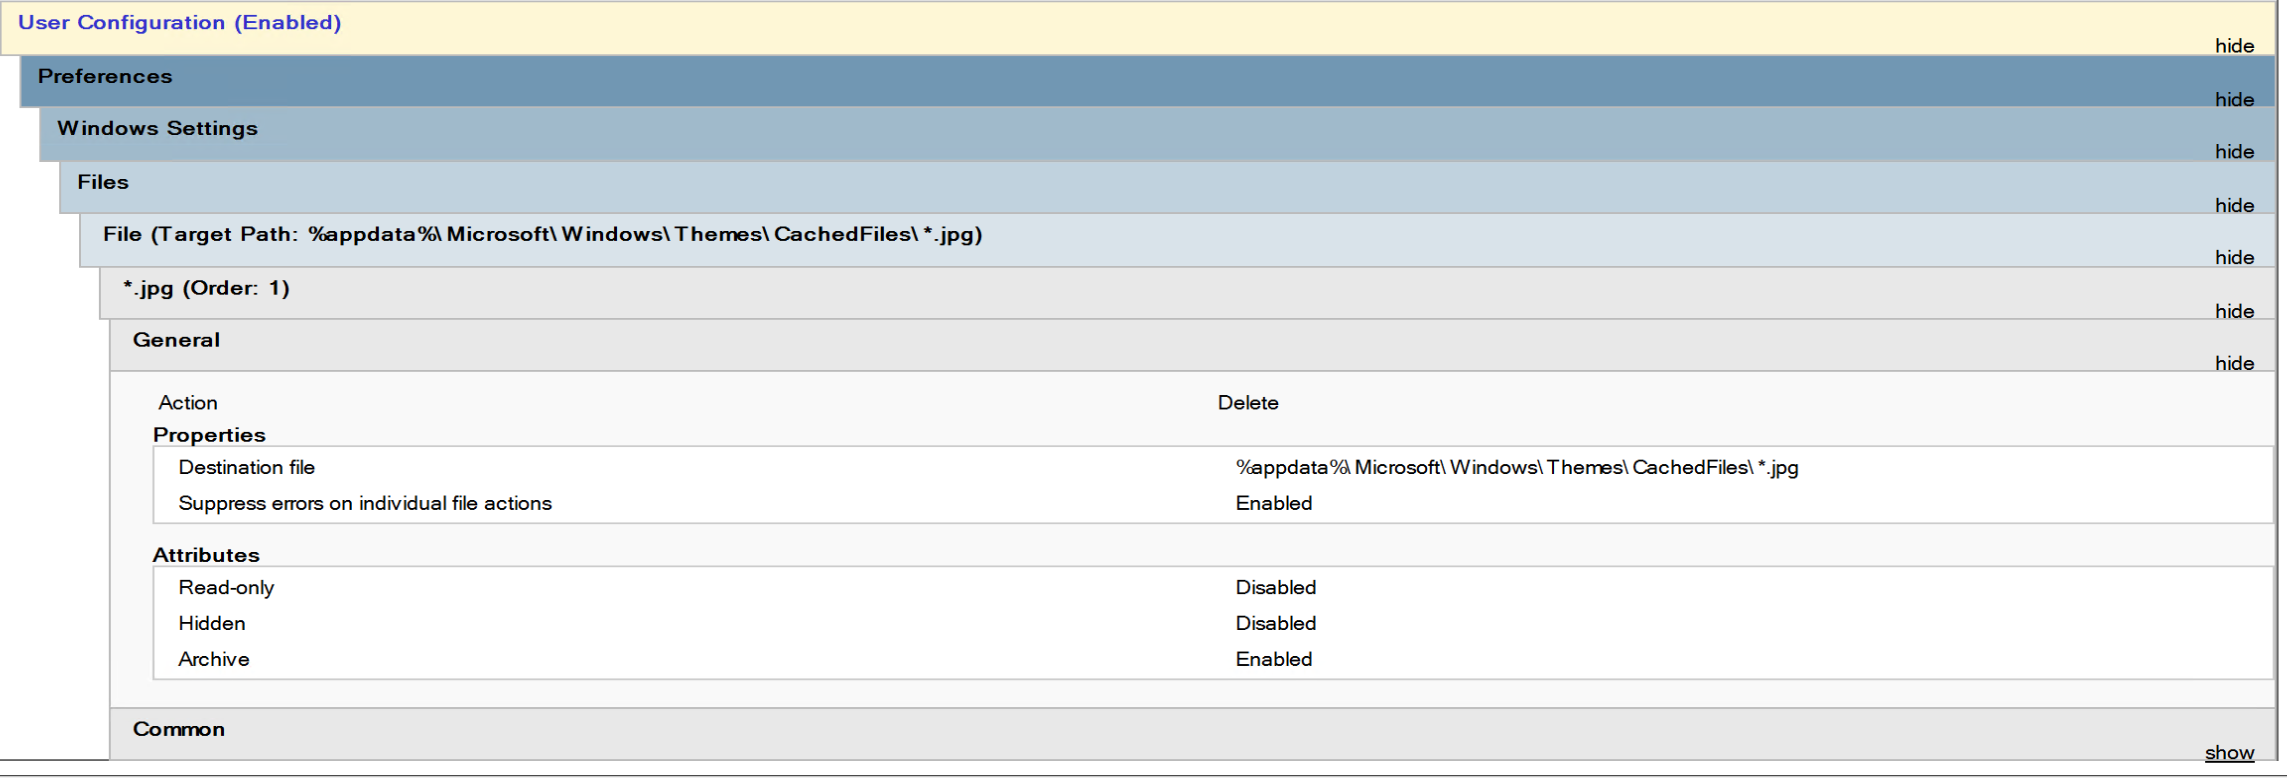 User Configuration (Enabled)
hide
Preferences
hide
Windows Settings
hide
Files
hide
File (Target Path: %appdata%\Microsoft\Windows\Themes\CachedFiles\*.jpg)
hide
*.jpg (Order: 1)
hide
General
hide
Action Delete
Properties
Destination file %appdata%\Microsoft\Windows\Themes\CachedFiles\*.jpg
Suppress errors on individual file actions Enabled
Attributes
Read-only Disabled
Hidden Disabled
Archive Enabled
Common
show